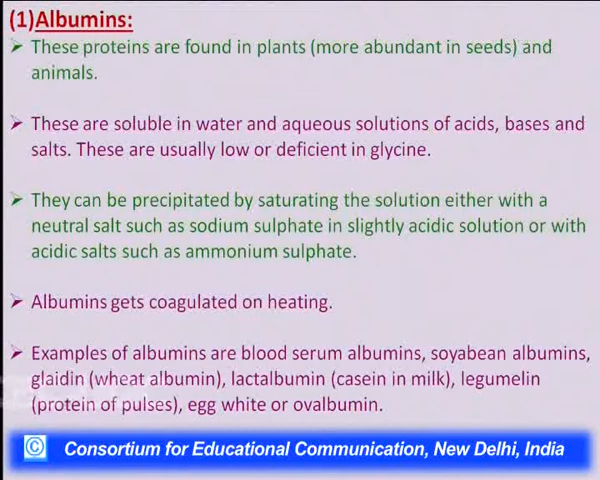 (1)Albumins:
➢ These proteins are found in plants (more abundant in seeds) and
animals.
➢ These are soluble in water and aqueous solutions of acids, bases and
salts. These are usually low or deficient in glycine.
➢ They can be precipitated by saturating the solution either with a
neutral salt such as sodium sulphate in slightly acidic solution or with
acidic salts such as ammonium sulphate.
➢ Albumins gets coagulated on heating.
➢ Examples of albumins are blood serum albumins, soyabean albumins,
glaidin (wheat albumin), lactalbumin (casein in milk), legumelin
(protein of pulses), egg white or ovalbumin.
© Consortium for Educational Communication, New Delhi, India